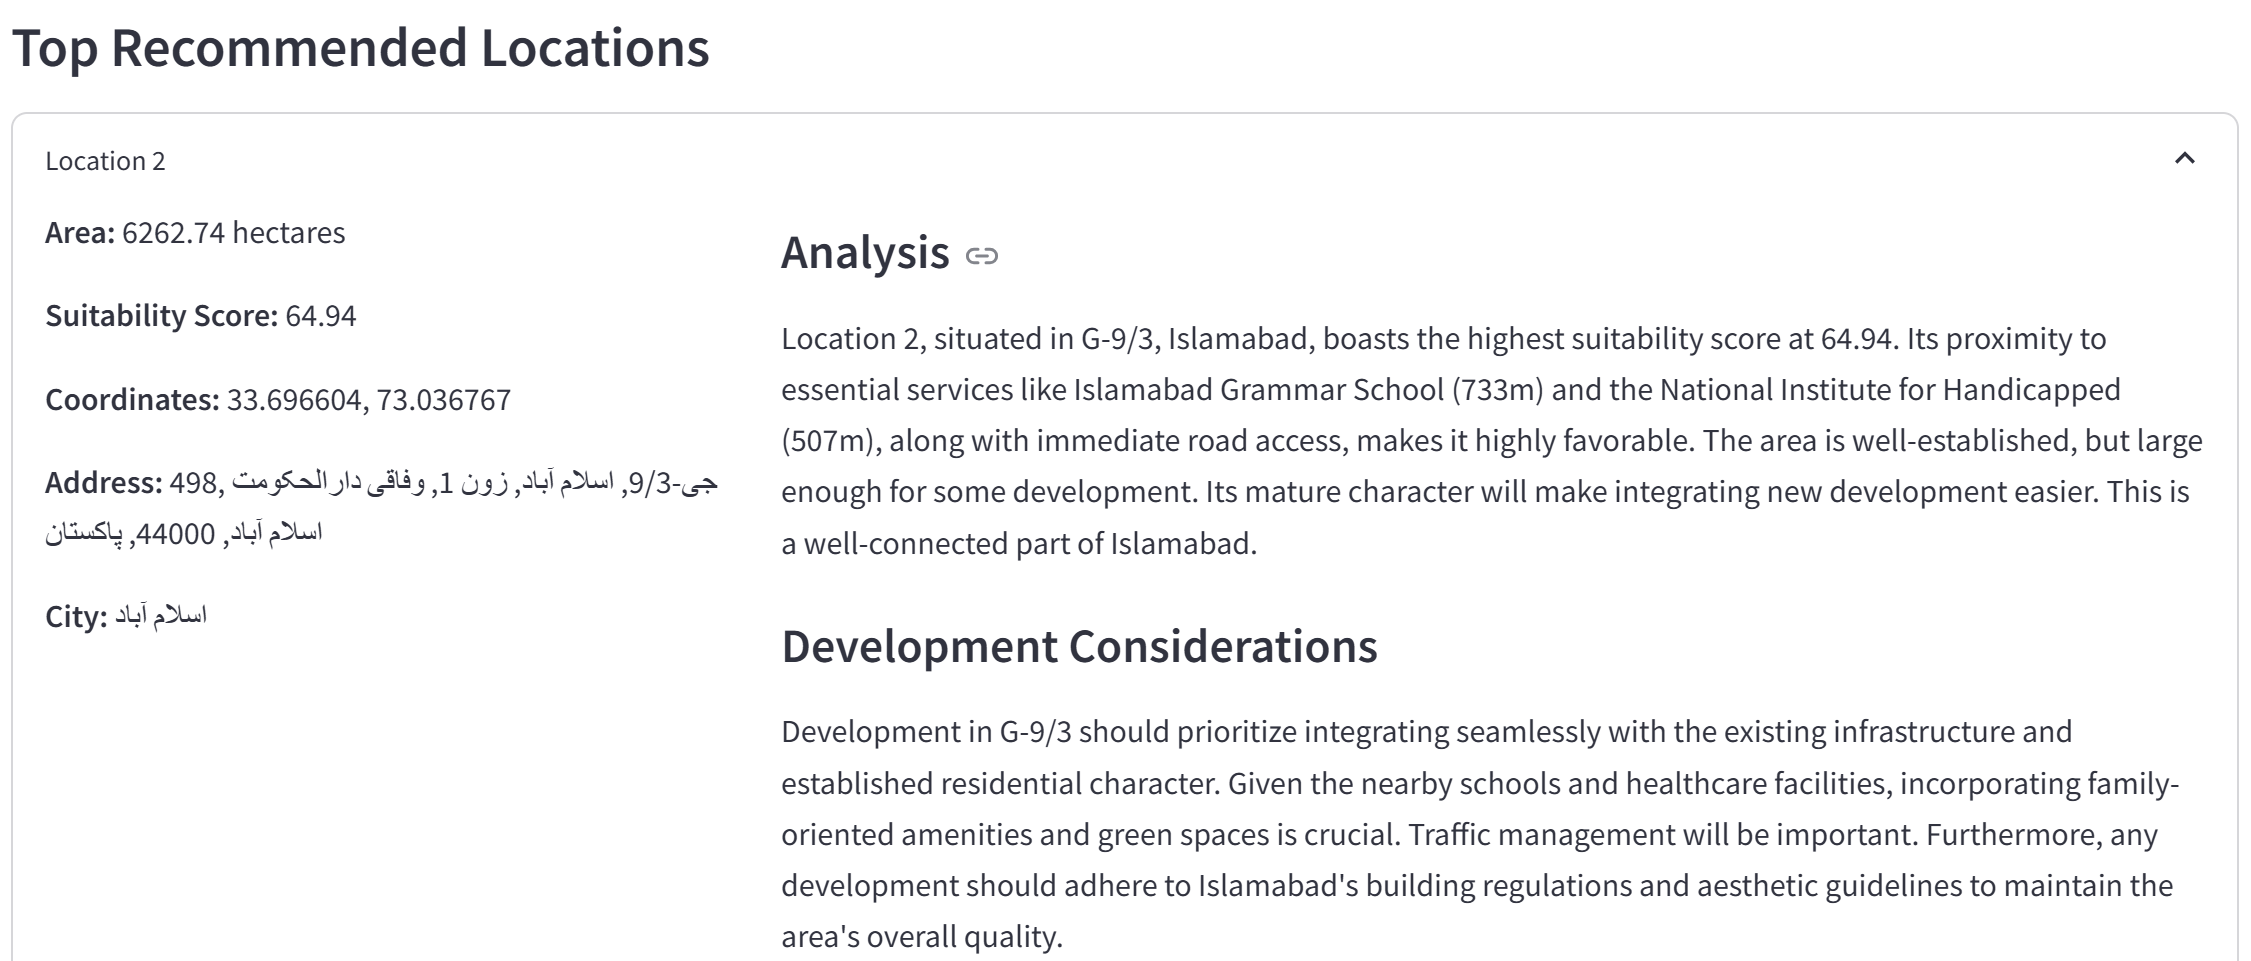 Top Recommended Locations
Location 2
Area: 6262.74 hectares
Suitability Score: 64.94
Coordinates: 33.696604, 73.036767
Address: 498, جی-9/3, اسلام آباد, زون 1, وفاقی دارالحکومت
اسلام آباد, 44000, پاکستان
City: اسلام آباد
Analysis
Location 2, situated in G-9/3, Islamabad, boasts the highest suitability score at 64.94. Its proximity to
essential services like Islamabad Grammar School (733m) and the National Institute for Handicapped
(507m), along with immediate road access, makes it highly favorable. The area is well-established, but large
enough for some development. Its mature character will make integrating new development easier. This is
a well-connected part of Islamabad.
Development Considerations
Development in G-9/3 should prioritize integrating seamlessly with the existing infrastructure and
established residential character. Given the nearby schools and healthcare facilities, incorporating family-
oriented amenities and green spaces is crucial. Traffic management will be important. Furthermore, any
development should adhere to Islamabad's building regulations and aesthetic guidelines to maintain the
area's overall quality.